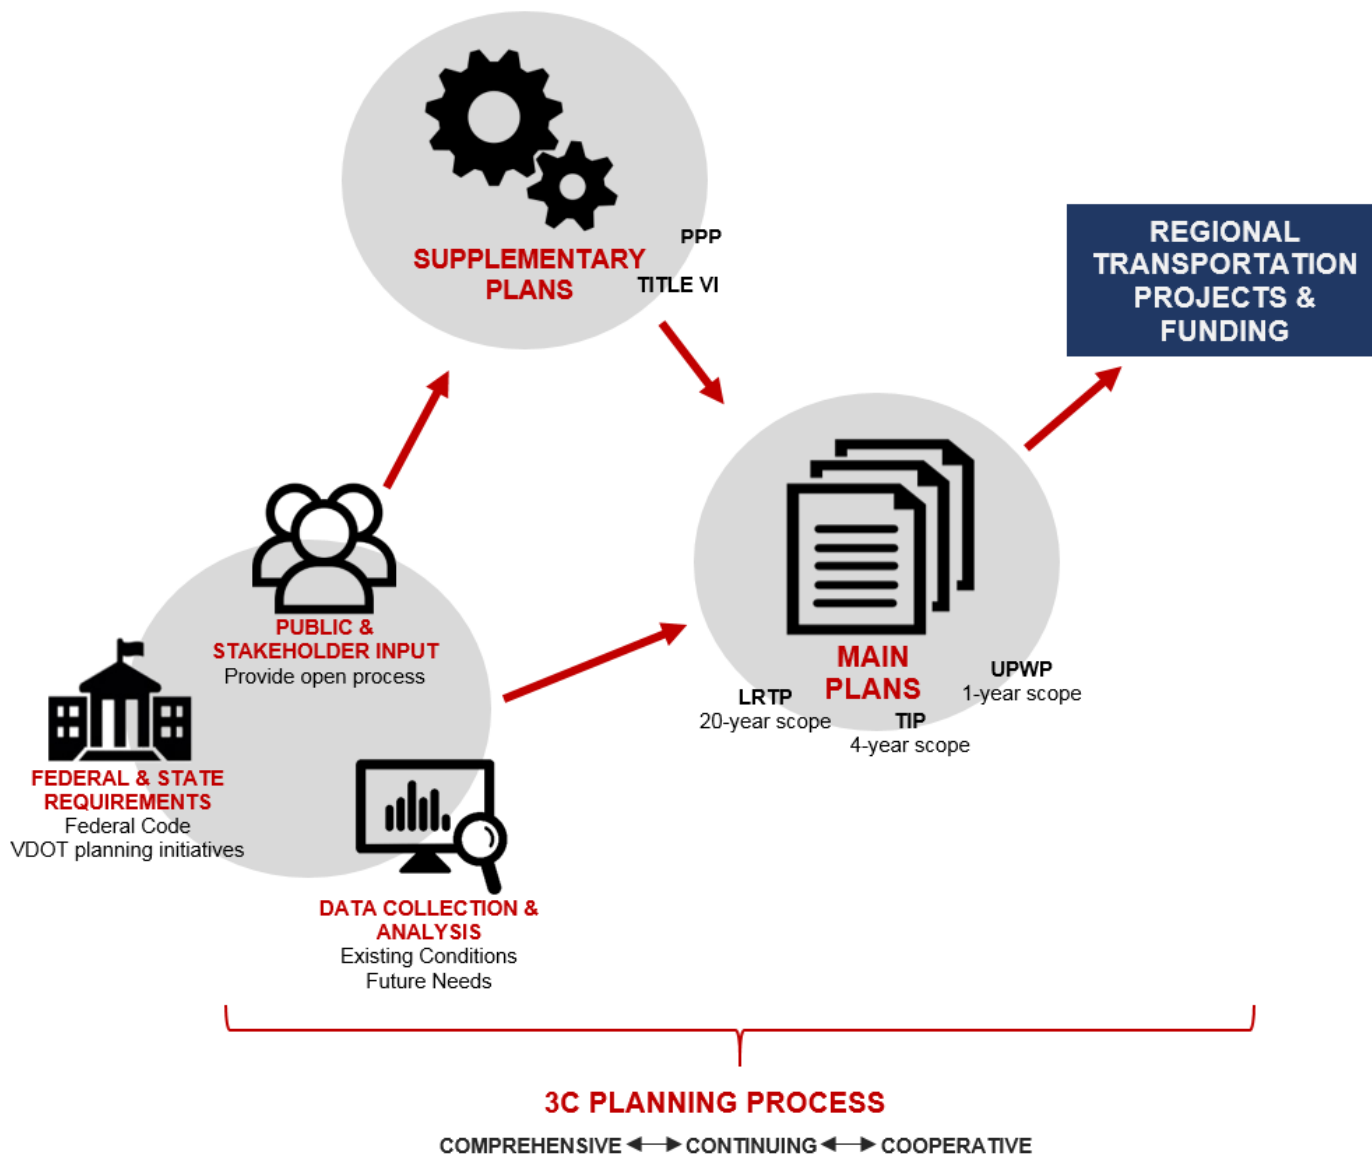 PPP
SUPPLEMENTARY
PLANS
TITLE VI
REGIONAL
TRANSPORTATION
PROJECTS &
FUNDING
PUBLIC &
STAKEHOLDER INPUT
Provide open process
FEDERAL & STATE
REQUIREMENTS
Federal Code
VDOT planning initiatives
DATA COLLECTION &
ANALYSIS
Existing Conditions
Future Needs
MAIN
PLANS
LRTP
20-year scope
TIP
4-year scope
UPWP
1-year scope
3C PLANNING PROCESS
COMPREHENSIVE CONTINUING COOPERATIVE